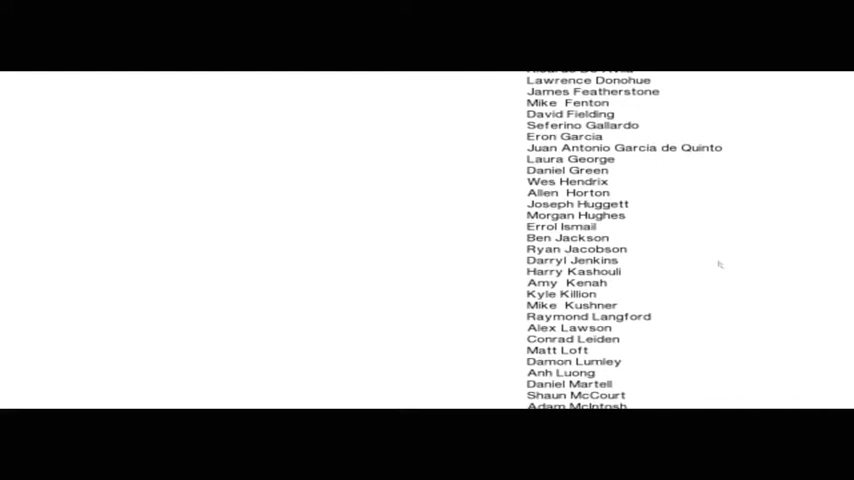 Lawrence Donohue
James Featherstone
Mike Fenton
David Fielding
Seferino Gallardo
Eron Garcia
Juan Antonio Garcia de Quinto
Laura George
Daniel Green
Wes Hendrix
Allen Horton
Joseph Huggett
Morgan Hughes
Errol Ismail
Ben Jackson
Ryan Jacobson
Darryl Jenkins
Harry Kashouli
Amy Kenah
Kyle Killion
Mike Kushner
Raymond Langford
Alex Lawson
Conrad Leiden
Matt Loft
Damon Lumley
Anh Luong
Daniel Martell
Shaun McCourt
Adam McIntosh